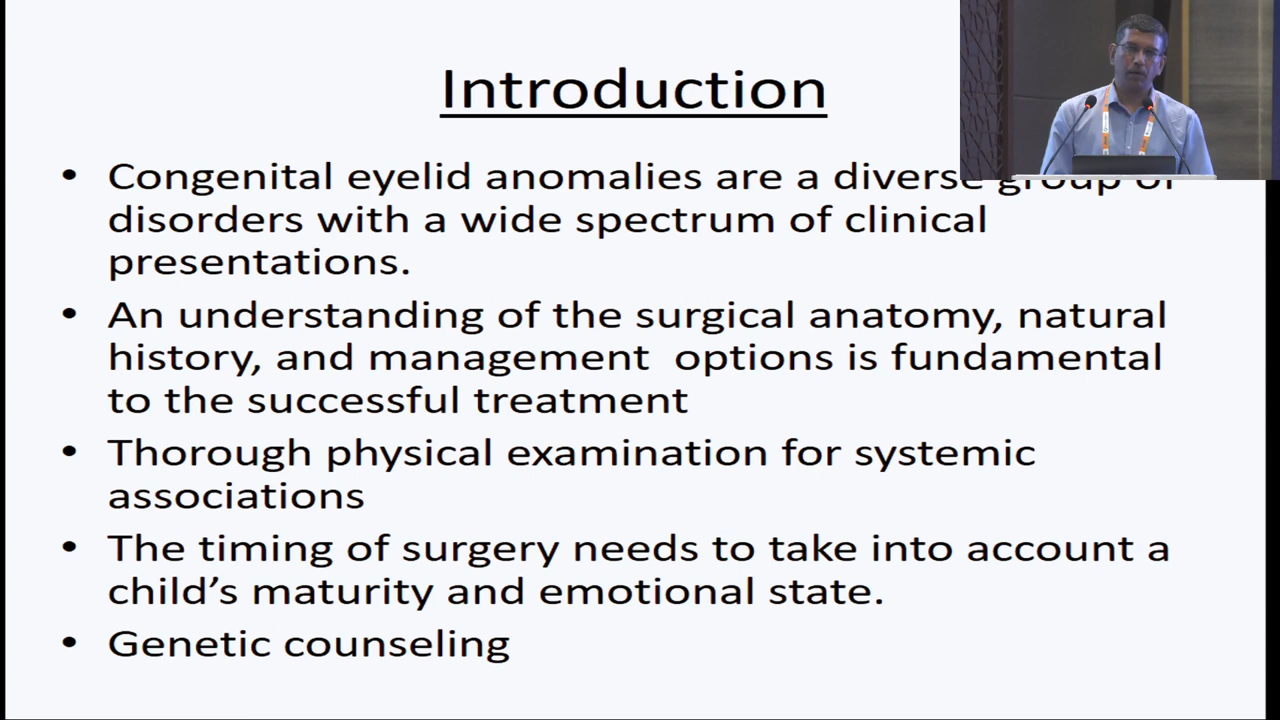 Introduction
• Congenital eyelid anomalies are a diverse group of
disorders with a wide spectrum of clinical
presentations.
• An understanding of the surgical anatomy, natural
history, and management options is fundamental
to the successful treatment
• Thorough physical examination for systemic
associations
• The timing of surgery needs to take into account a
child’s maturity and emotional state.
• Genetic counseling